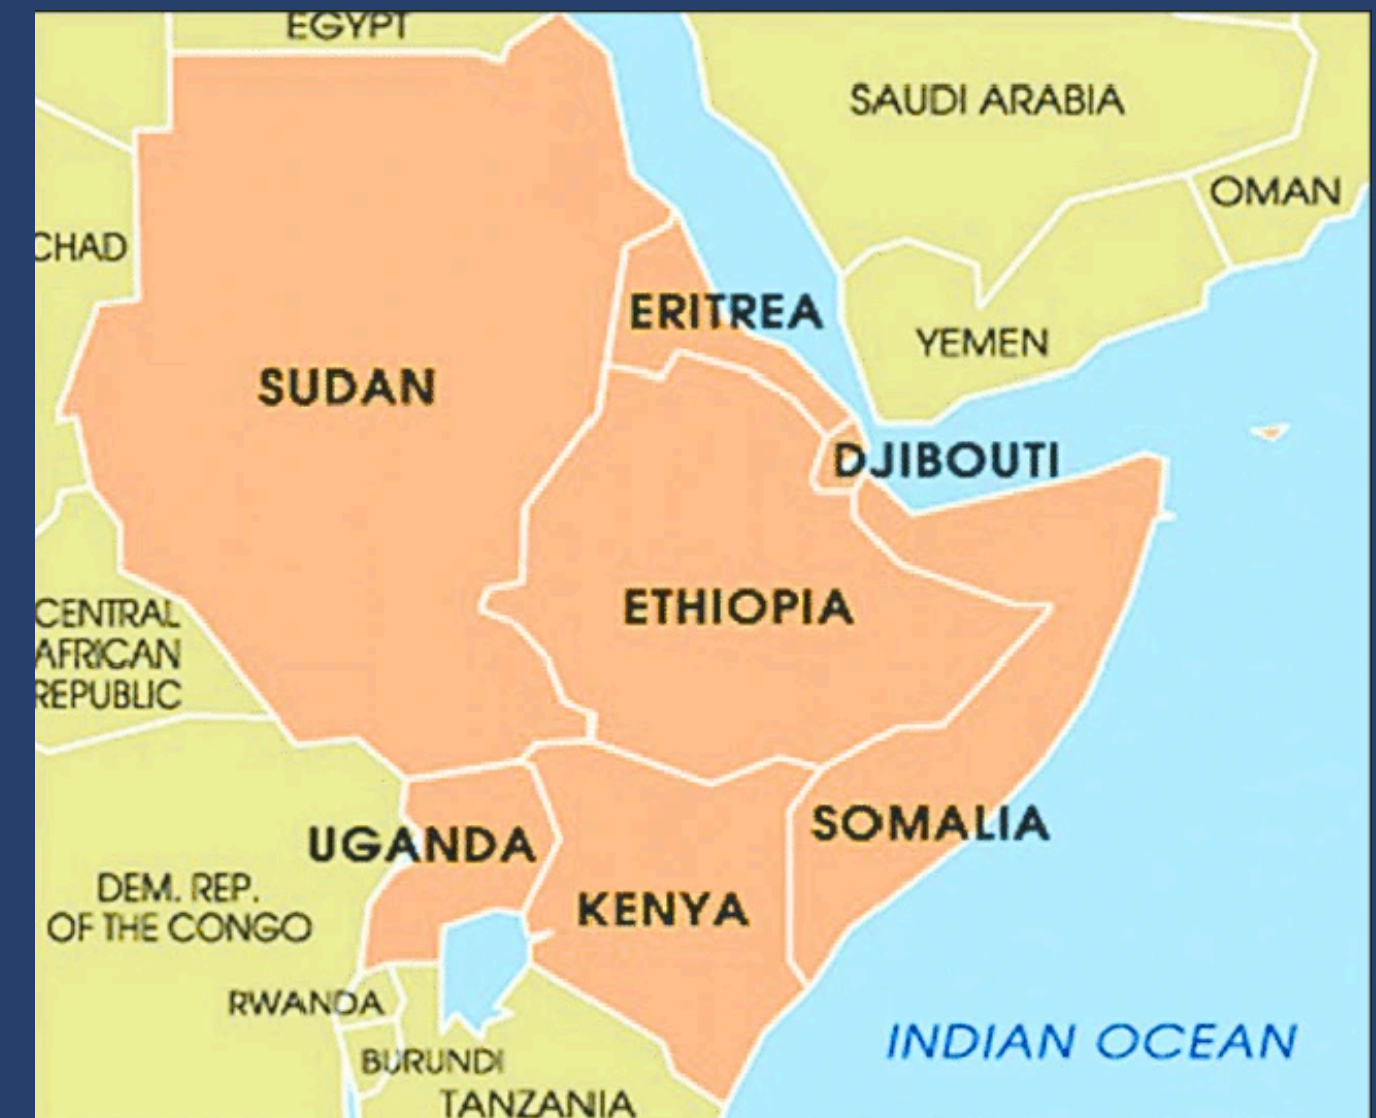 EGYPT
SAUDI ARABIA
OMAN
CHAD
ERITREA
YEMEN
SUDAN
DJIBOUTI
ETHIOPIA
CENTRAL
AFRICAN
REPUBLIC
SOMALIA
UGANDA
KENYA
DEM. REP.
OF THE CONGO
RWANDA
INDIAN OCEAN
BURUNDI
TANZANIA